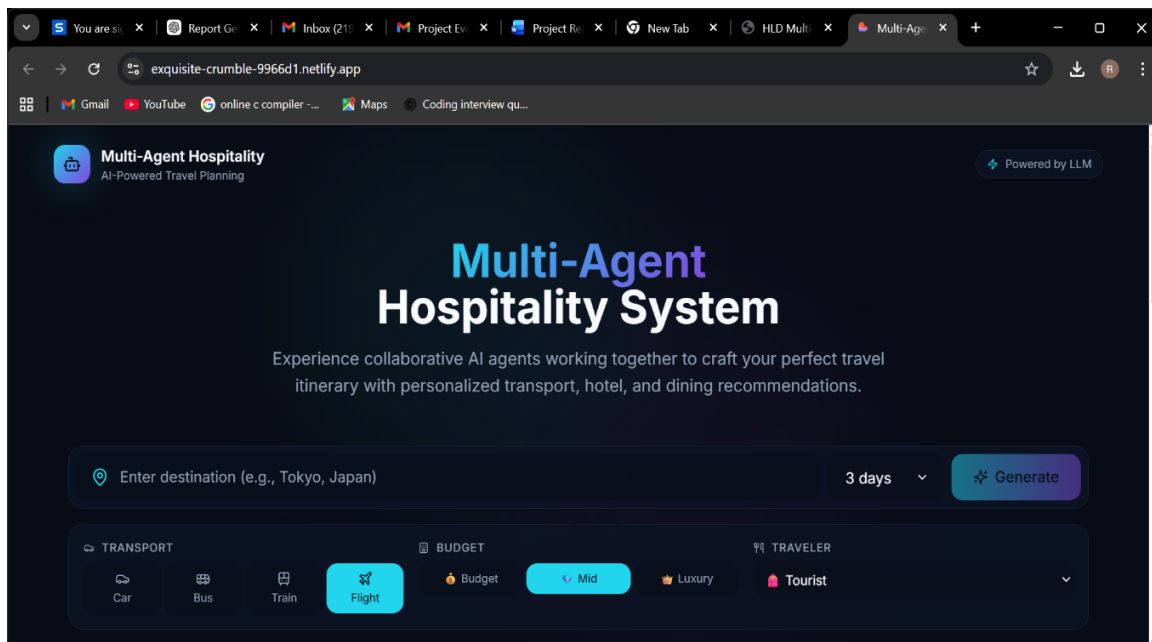 You are si
Report Ge
Inbox (219
Project Ev
Project Re
New Tab
HLD Multi
Multi-Age
exquisite-crumble-9966d1.netlify.app
R
Gmail
YouTube
online c compiler -...
Maps
Coding interview qu...
Multi-Agent Hospitality
AI-Powered Travel Planning
Powered by LLM
Multi-Agent
Hospitality System
Experience collaborative AI agents working together to craft your perfect travel
itinerary with personalized transport, hotel, and dining recommendations.
Enter destination (e.g., Tokyo, Japan)
3 days
Generate
TRANSPORT
Car
Bus
Train
Flight
BUDGET
Budget
Mid
Luxury
TRAVELER
Tourist